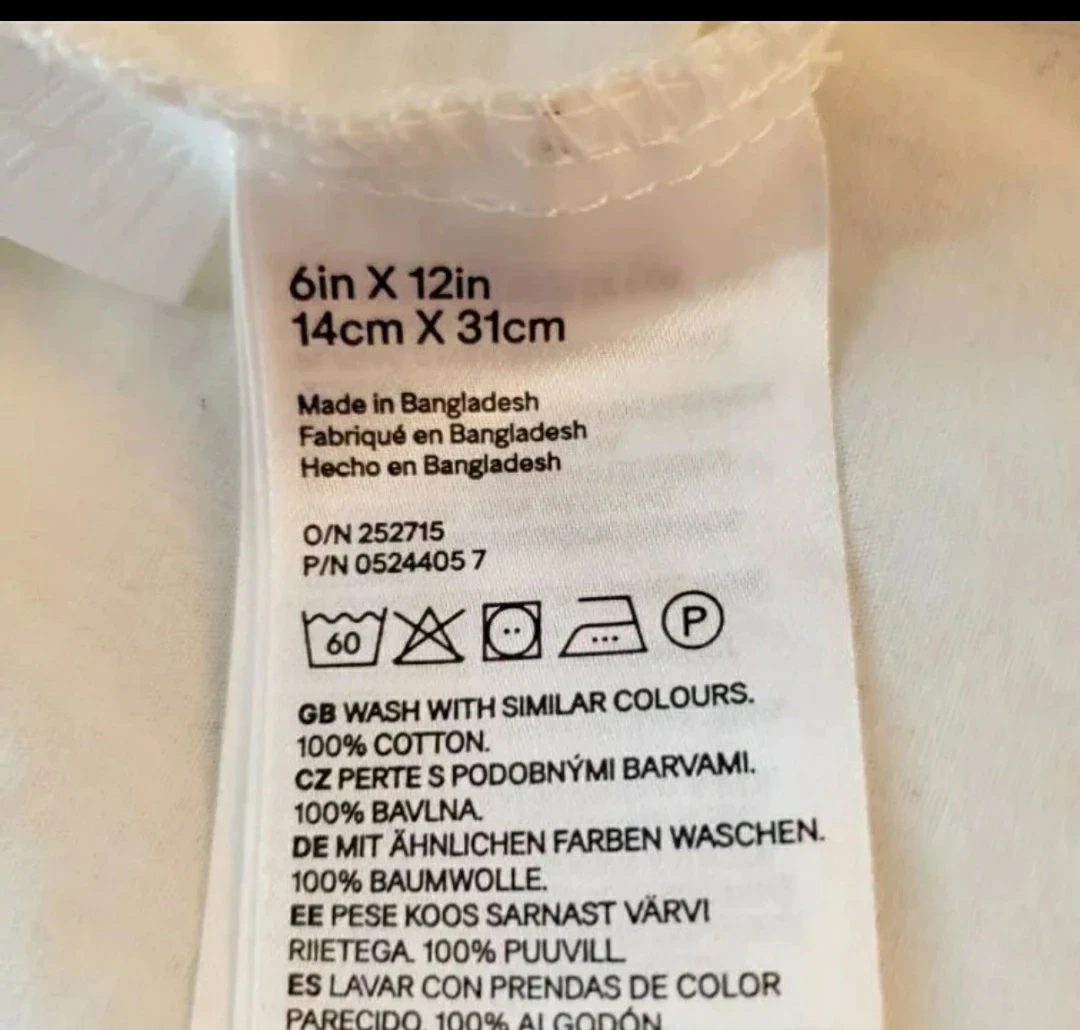 6in X 12in
14cm X 31cm
Made in Bangladesh
Fabriqué en Bangladesh
Hecho en Bangladesh
O/N 252715
P/N 0524405 7
60
P
GB WASH WITH SIMILAR COLOURS.
100% COTTON.
CZ PERTE S PODOBNÝMI BARVAMI.
100% BAVLNA.
DE MIT ÄHNLICHEN FARBEN WASCHEN.
100% BAUMWOLLE.
EE PESE KOOS SARNAST VÄRVI
RIIETEGA. 100% PUUVILL
ES LAVAR CON PRENDAS DE COLOR
PARECIDO. 100% ALGODÓN